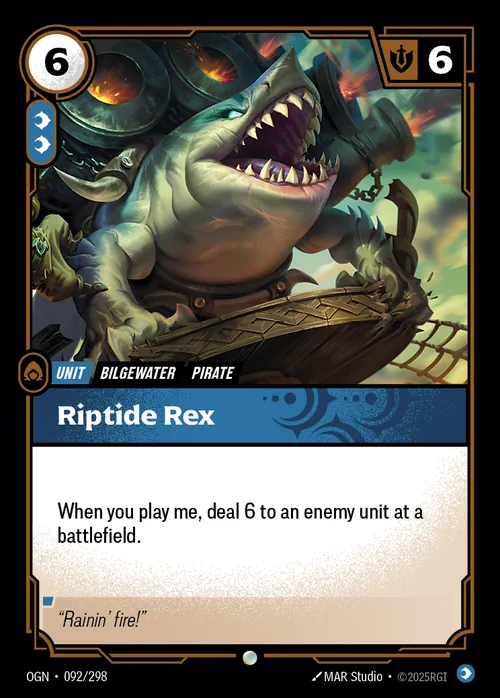 6
6
UNIT BILGEWATER PIRATE
Riptide Rex
When you play me, deal 6 to an enemy unit at a
battlefield.
“Rainin’ fire!”
OGN • 092/298
MAR Studio • ©2025RGI